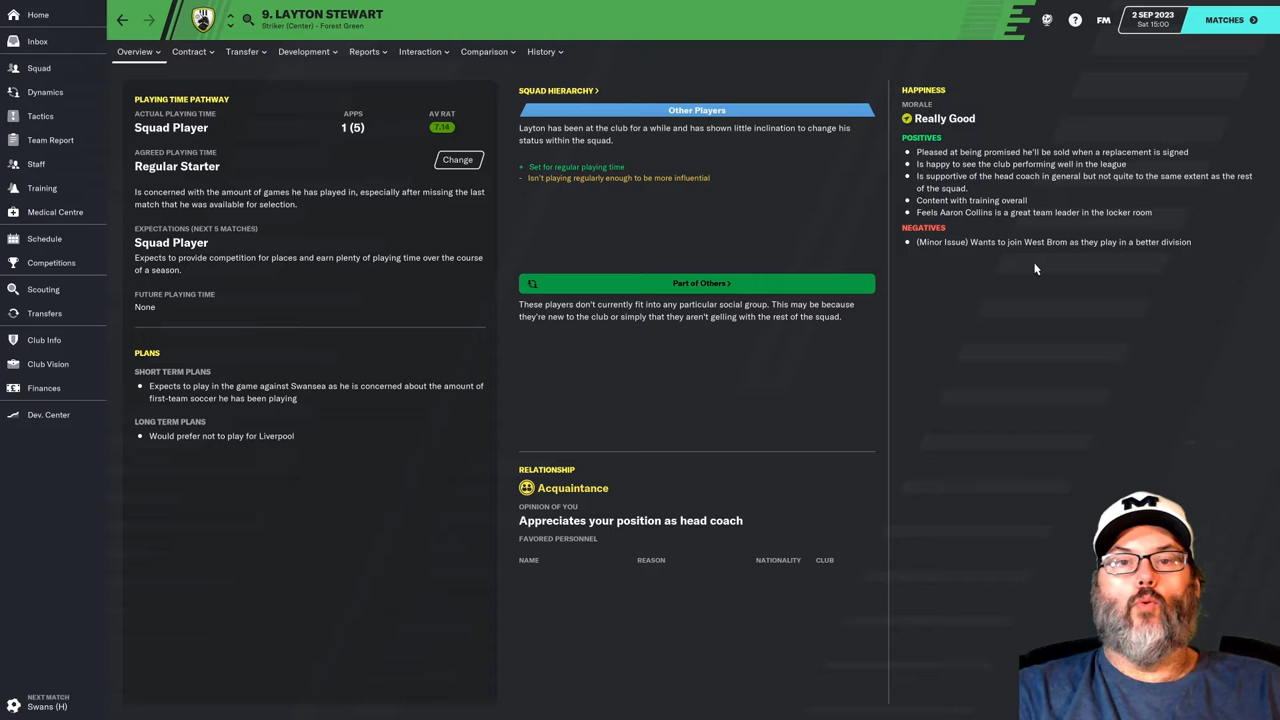 Home
Inbox
Squad
Dynamics
Tactics
Team Report
Staff
Training
Medical Centre
Schedule
Competitions
Scouting
Transfers
Club Info
Club Vision
Finances
Dev. Center
NEXT MATCH
Swans (H)
9. LAYTON STEWART
Striker (Center) - Forest Green
FM
2 SEP 2023
Sat 15:00
MATCHES
Overview
Contract
Transfer
Development
Reports
Interaction
Comparison
History
PLAYING TIME PATHWAY
ACTUAL PLAYING TIME
APPS
AV RAT
Squad Player
1 (5)
7.14
AGREED PLAYING TIME
Regular Starter
Change
Is concerned with the amount of games he has played in, especially after missing the last
match that he was available for selection.
EXPECTATIONS (NEXT 5 MATCHES)
Squad Player
Expects to provide competition for places and earn plenty of playing time over the course
of a season.
FUTURE PLAYING TIME
None
PLANS
SHORT TERM PLANS
Expects to play in the game against Swansea as he is concerned about the amount of
first-team soccer he has been playing
LONG TERM PLANS
Would prefer not to play for Liverpool
SQUAD HIERARCHY >
Other Players
Layton has been at the club for a while and has shown little inclination to change his
status within the squad.
+ Set for regular playing time
- Isn't playing regularly enough to be more influential
Part of Others >
These players don't currently fit into any particular social group. This may be because
they're new to the club or simply that they aren't gelling with the rest of the squad.
RELATIONSHIP
Acquaintance
OPINION OF YOU
Appreciates your position as head coach
FAVORED PERSONNEL
NAME
REASON
NATIONALITY
CLUB
HAPPINESS
MORALE
Really Good
POSITIVES
Pleased at being promised he'll be sold when a replacement is signed
Is happy to see the club performing well in the league
Is supportive of the head coach in general but not quite to the same extent as the rest
of the squad.
Content with training overall
Feels Aaron Collins is a great team leader in the locker room
NEGATIVES
(Minor Issue) Wants to join West Brom as they play in a better division
M